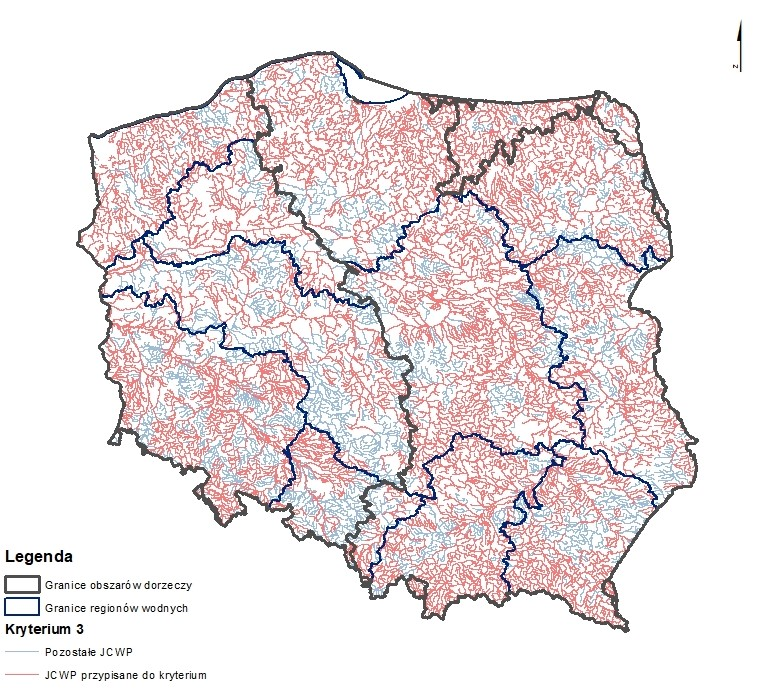 z
Legenda
Granice obszarów dorzeczy
Granice regionów wodnych
Kryterium 3
Pozostałe JCWP
JCWP przypisane do kryterium